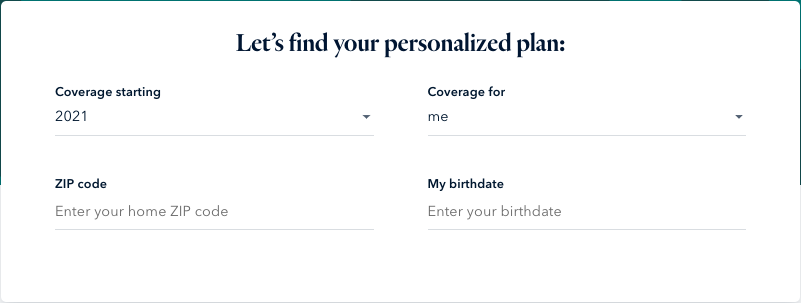 Let’s find your personalized plan:
Coverage starting
2021
Coverage for
me
ZIP code
Enter your home ZIP code
My birthdate
Enter your birthdate